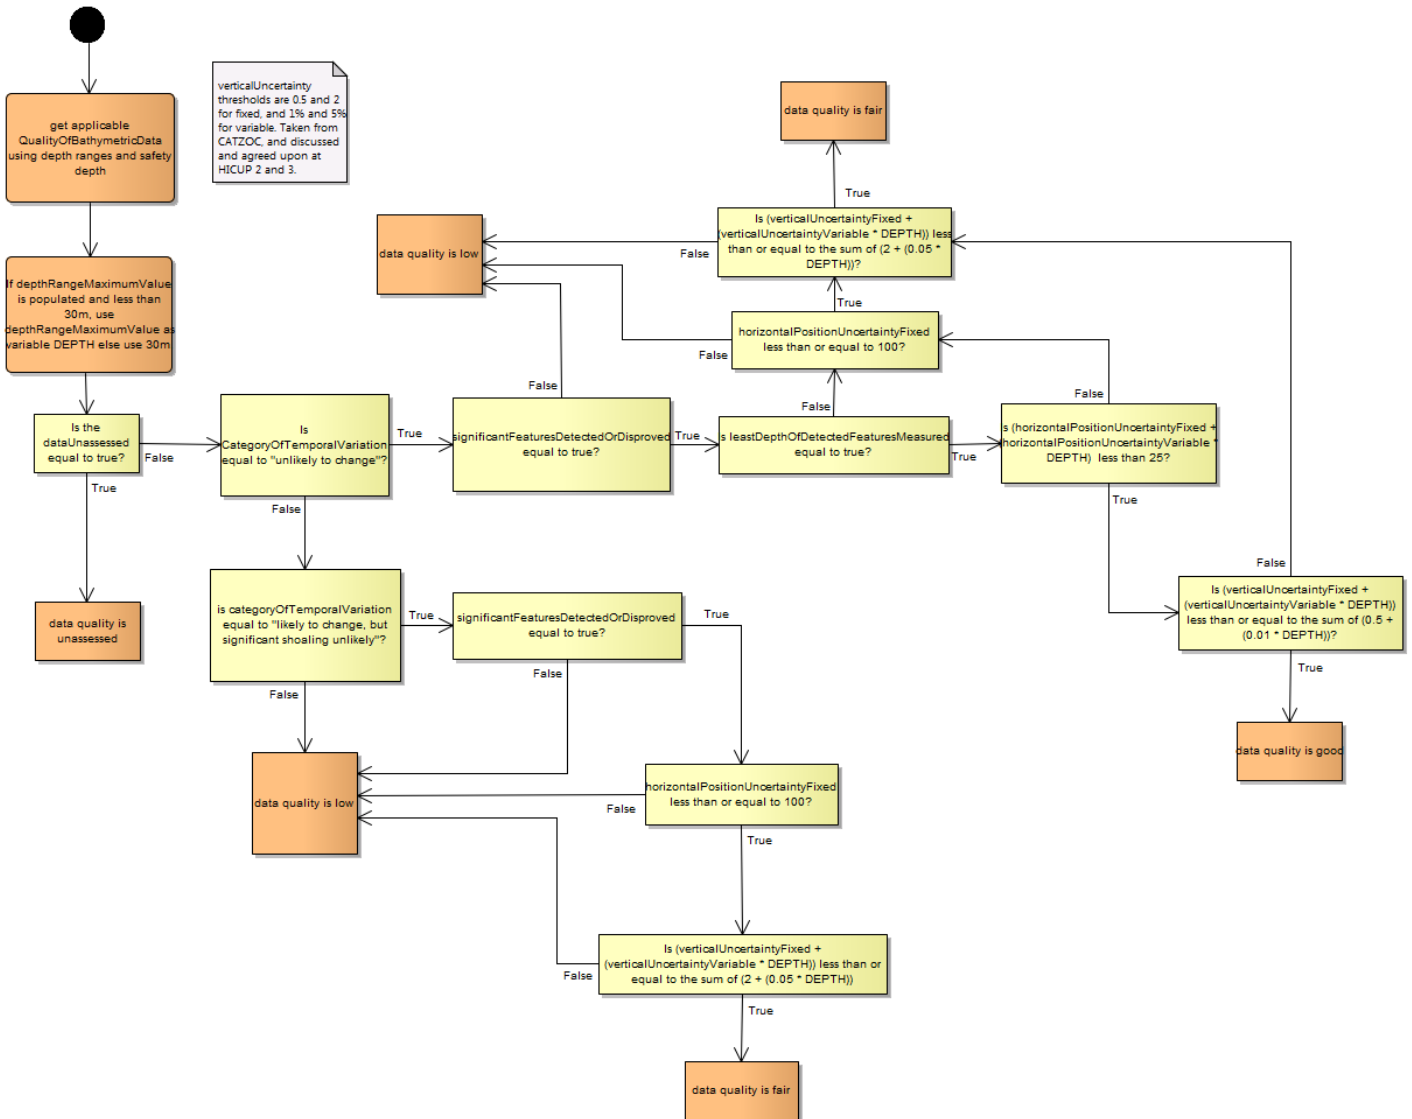 get applicable
QualityOfBathymetricData
using depth ranges and safety
depth
verticalUncertainty
thresholds are 0.5 and 2
for fixed, and 1% and 5%
for variable. Taken from
CATZOC, and discussed
and agreed upon at
HICUP 2 and 3.
If depthRangeMaximumValue
is populated and less than
30m, use
depthRangeMaximumValue as
variable DEPTH else use 30m
Is the
dataUnassessed
equal to true?
False
True
data quality is
unassessed
Is
CategoryOfTemporalVariation
equal to "unlikely to change"?
True
False
significantFeaturesDetectedOrDisproved
equal to true?
False
True
is leastDepthOfDetectedFeaturesMeasured
equal to true?
False
True
Is (horizontalPositionUncertaintyFixed +
(horizontalPositionUncertaintyVariable *
DEPTH)  less than 25?
False
True
horizontalPositionUncertaintyFixed
less than or equal to 100?
False
True
Is (verticalUncertaintyFixed +
(verticalUncertaintyVariable * DEPTH)) less
than or equal to the sum of (2 + (0.05 *
DEPTH))?
False
True
data quality is fair
data quality is low
Is (verticalUncertaintyFixed +
(verticalUncertaintyVariable * DEPTH))
less than or equal to the sum of (0.5 +
(0.01 * DEPTH))?
False
True
data quality is good
is categoryOfTemporalVariation
equal to "likely to change, but
significant shoaling unlikely"?
True
False
significantFeaturesDetectedOrDisproved
equal to true?
True
False
data quality is low
horizontalPositionUncertaintyFixed
less than or equal to 100?
False
True
Is (verticalUncertaintyFixed +
(verticalUncertaintyVariable * DEPTH)) less than or
equal to the sum of (2 + (0.05 * DEPTH))
False
True
data quality is fair